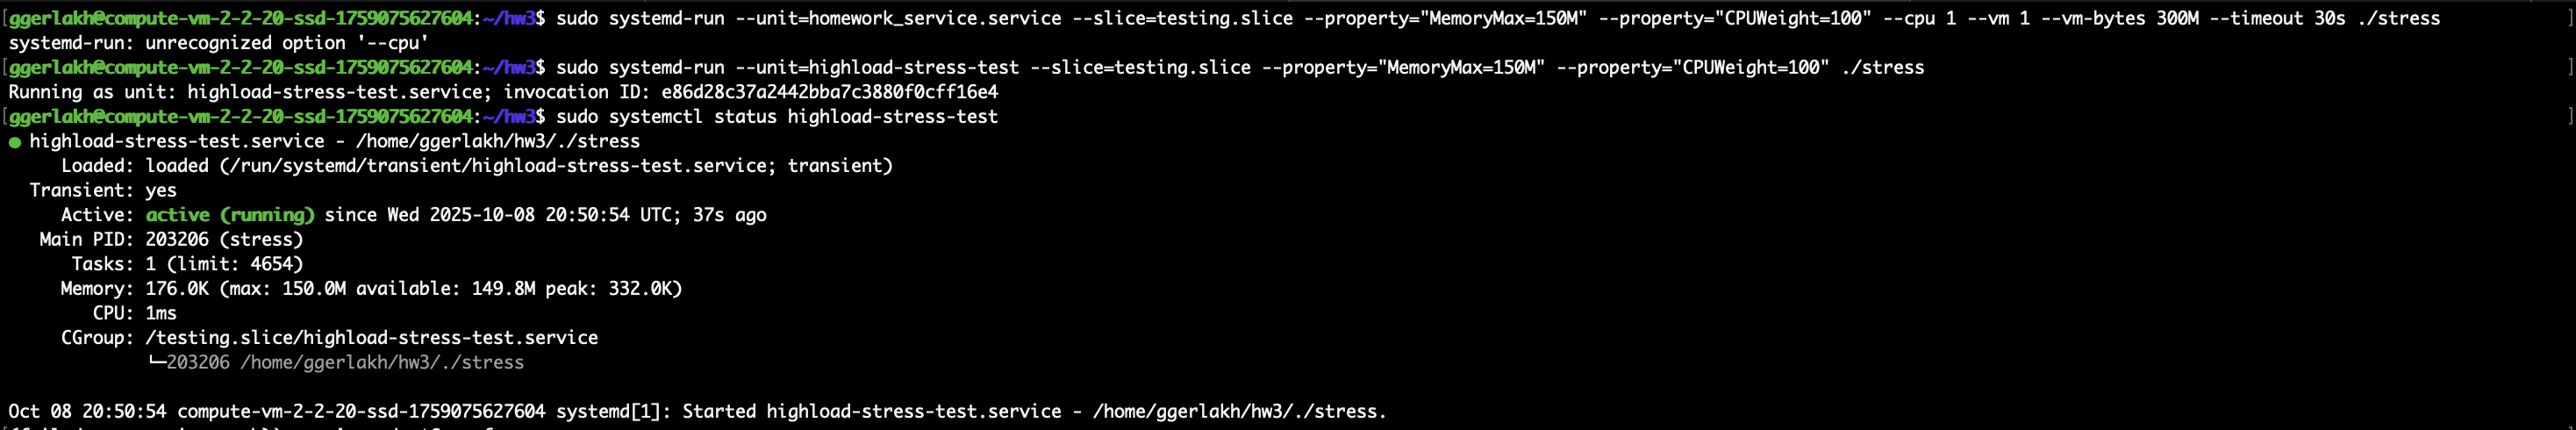 [ggerlakh@compute-vm-2-2-20-ssd-1759075627604:~/hw3$ sudo systemd-run --unit=homework_service.service --slice=testing.slice --property="MemoryMax=150M" --property="CPUWeight=100" --cpu 1 --vm 1 --vm-bytes 300M --timeout 30s ./stress ]
systemd-run: unrecognized option '--cpu'
[ggerlakh@compute-vm-2-2-20-ssd-1759075627604:~/hw3$ sudo systemd-run --unit=highload-stress-test --slice=testing.slice --property="MemoryMax=150M" --property="CPUWeight=100" ./stress ]
Running as unit: highload-stress-test.service; invocation ID: e86d28c37a2442bba7c3880f0cff16e4
[ggerlakh@compute-vm-2-2-20-ssd-1759075627604:~/hw3$ sudo systemctl status highload-stress-test ]
● highload-stress-test.service - /home/ggerlakh/hw3/./stress
Loaded: loaded (/run/systemd/transient/highload-stress-test.service; transient)
Transient: yes
Active: active (running) since Wed 2025-10-08 20:50:54 UTC; 37s ago
Main PID: 203206 (stress)
Tasks: 1 (limit: 4654)
Memory: 176.0K (max: 150.0M available: 149.8M peak: 332.0K)
CPU: 1ms
CGroup: /testing.slice/highload-stress-test.service
└─203206 /home/ggerlakh/hw3/./stress
Oct 08 20:50:54 compute-vm-2-2-20-ssd-1759075627604 systemd[1]: Started highload-stress-test.service - /home/ggerlakh/hw3/./stress.